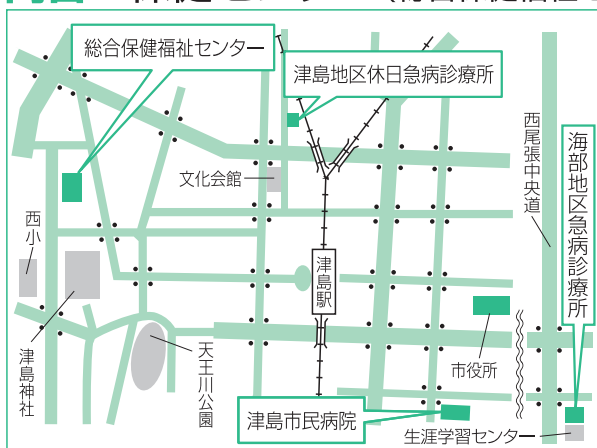 総合保健福祉センター
津島地区休日急病診療所
西尾張中央道
海部地区急病診療所
文化会館
西小
津島駅
津島神社
天王川公園
市役所
津島市民病院
生涯学習センター